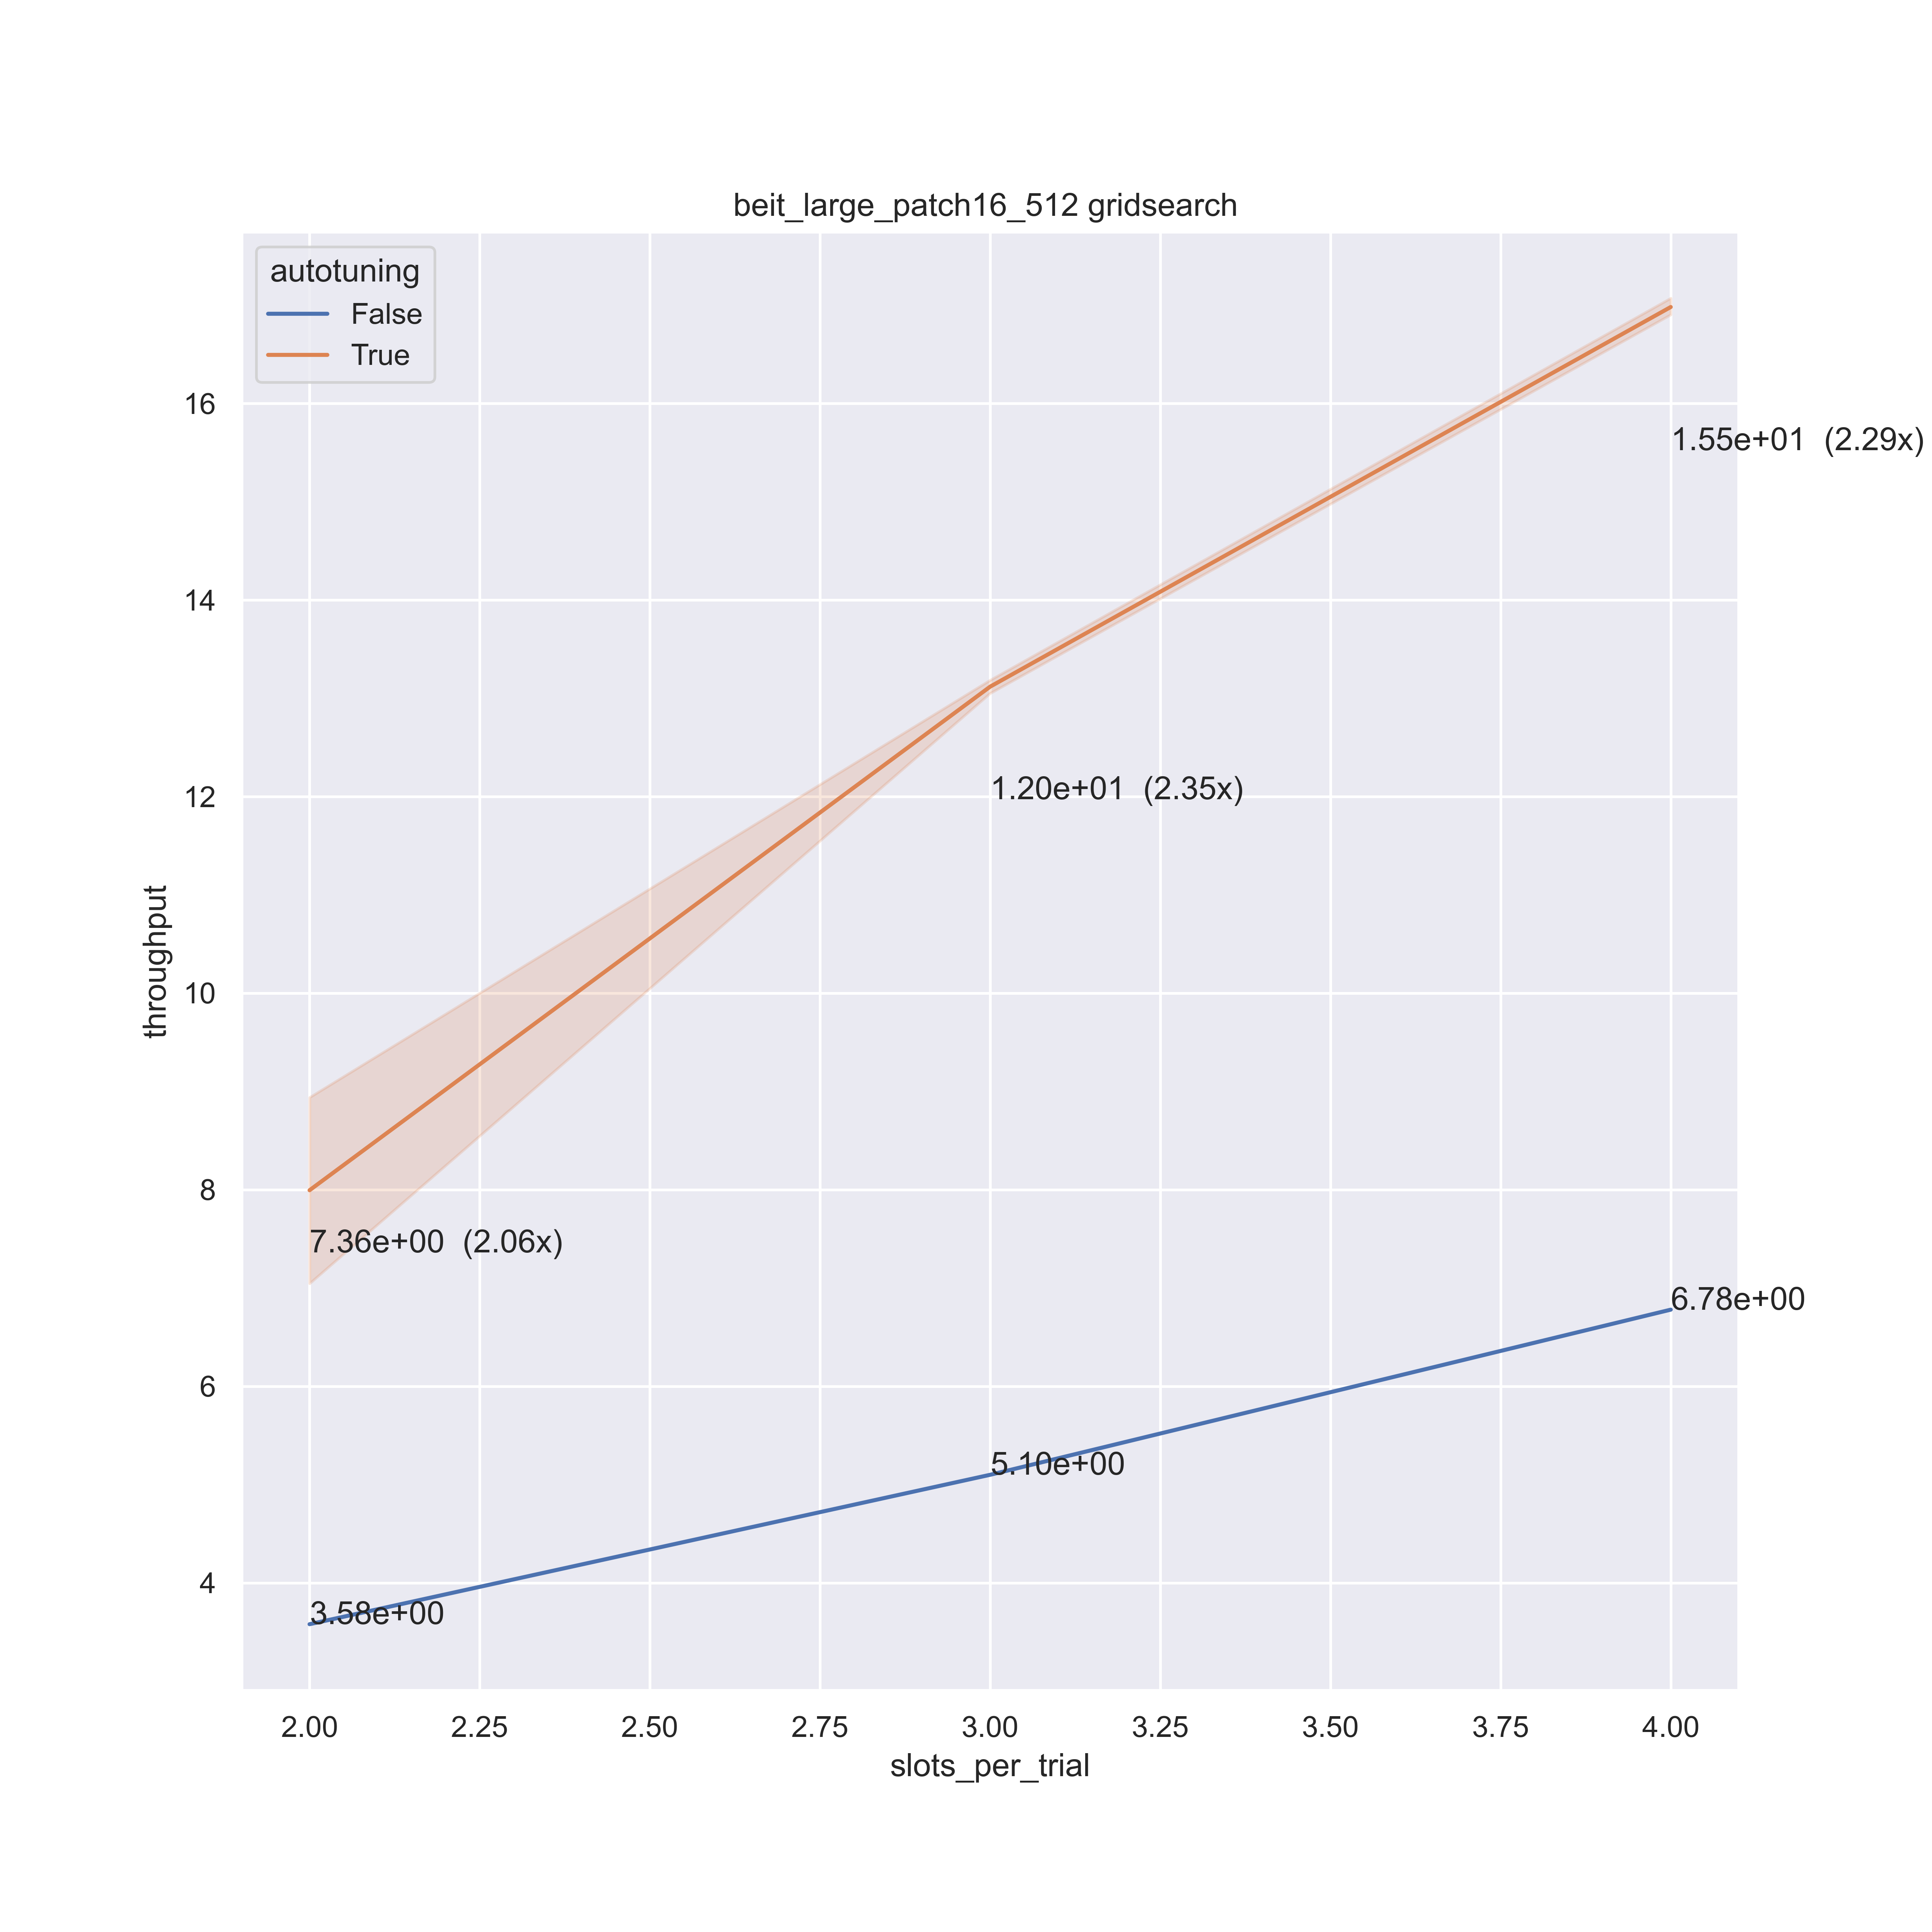 beit_large_patch16_512 gridsearch
autotuning
False
True
16
14
12
10
8
6
4
throughput
1.55e+01 (2.29x)
1.20e+01 (2.35x)
7.36e+00 (2.06x)
6.78e+00
5.10e+00
3.58e+00
2.00 2.25 2.50 2.75 3.00 3.25 3.50 3.75 4.00
slots_per_trial